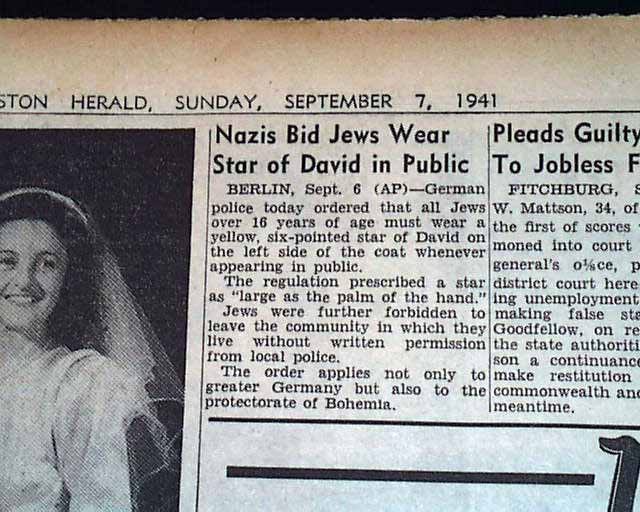 STON HERALD, SUNDAY, SEPTEMBER 7, 1941
Nazis Bid Jews Wear
Star of David in Public
BERLIN, Sept. 6 (AP)—German
police today ordered that all Jews
over 16 years of age must wear a
yellow, six-pointed star of David on
the left side of the coat whenever
appearing in public.
The regulation prescribed a star
as "large as the palm of the hand."
Jews were further forbidden to
leave the community in which they
live without written permission
from local police.
The order applies not only to
greater Germany but also to the
protectorate of Bohemia.
Pleads Guilty
To Jobless F
FITCHBURG, S
W. Mattson, 34, of
the first of scores
moned into court
general's office, p
district court here
ing unemployment
making false sta
Goodfellow, on re
the state authoriti
son a continuance
make restitution
commonwealth and
meantime.